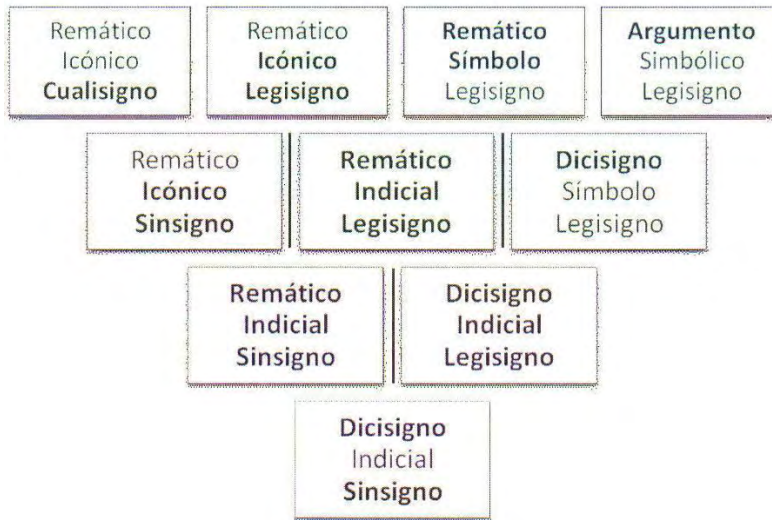 Remático
Icónico
Cualisigno
Remático
Icónico
Legisigno
Remático
Símbolo
Legisigno
Argumento
Simbólico
Legisigno
Remático
Icónico
Sinsigno
Remático
Indicial
Legisigno
Dicisigno
Símbolo
Legisigno
Remático
Indicial
Sinsigno
Dicisigno
Indicial
Legisigno
Dicisigno
Indicial
Sinsigno